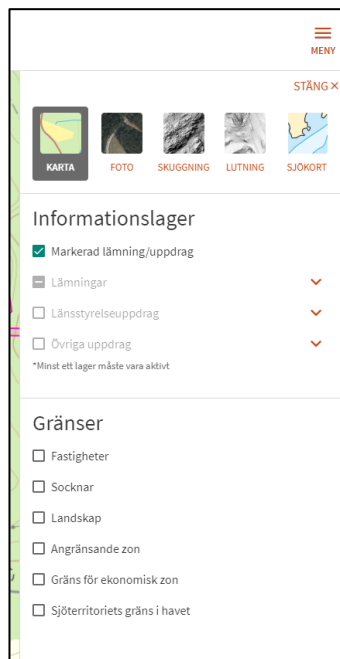 MENY
STÄNG ×
KARTA FOTO SKUGGNING LUTNING SJÖKORT
Informationslager
Markerad lämning/uppdrag
Lämningar
Länsstyrelseuppdrag
Övriga uppdrag
*Minst ett lager måste vara aktivt
Gränser
Fastigheter
Socknar
Landskap
Angränsande zon
Gräns för ekonomisk zon
Sjöterritoriets gräns i havet